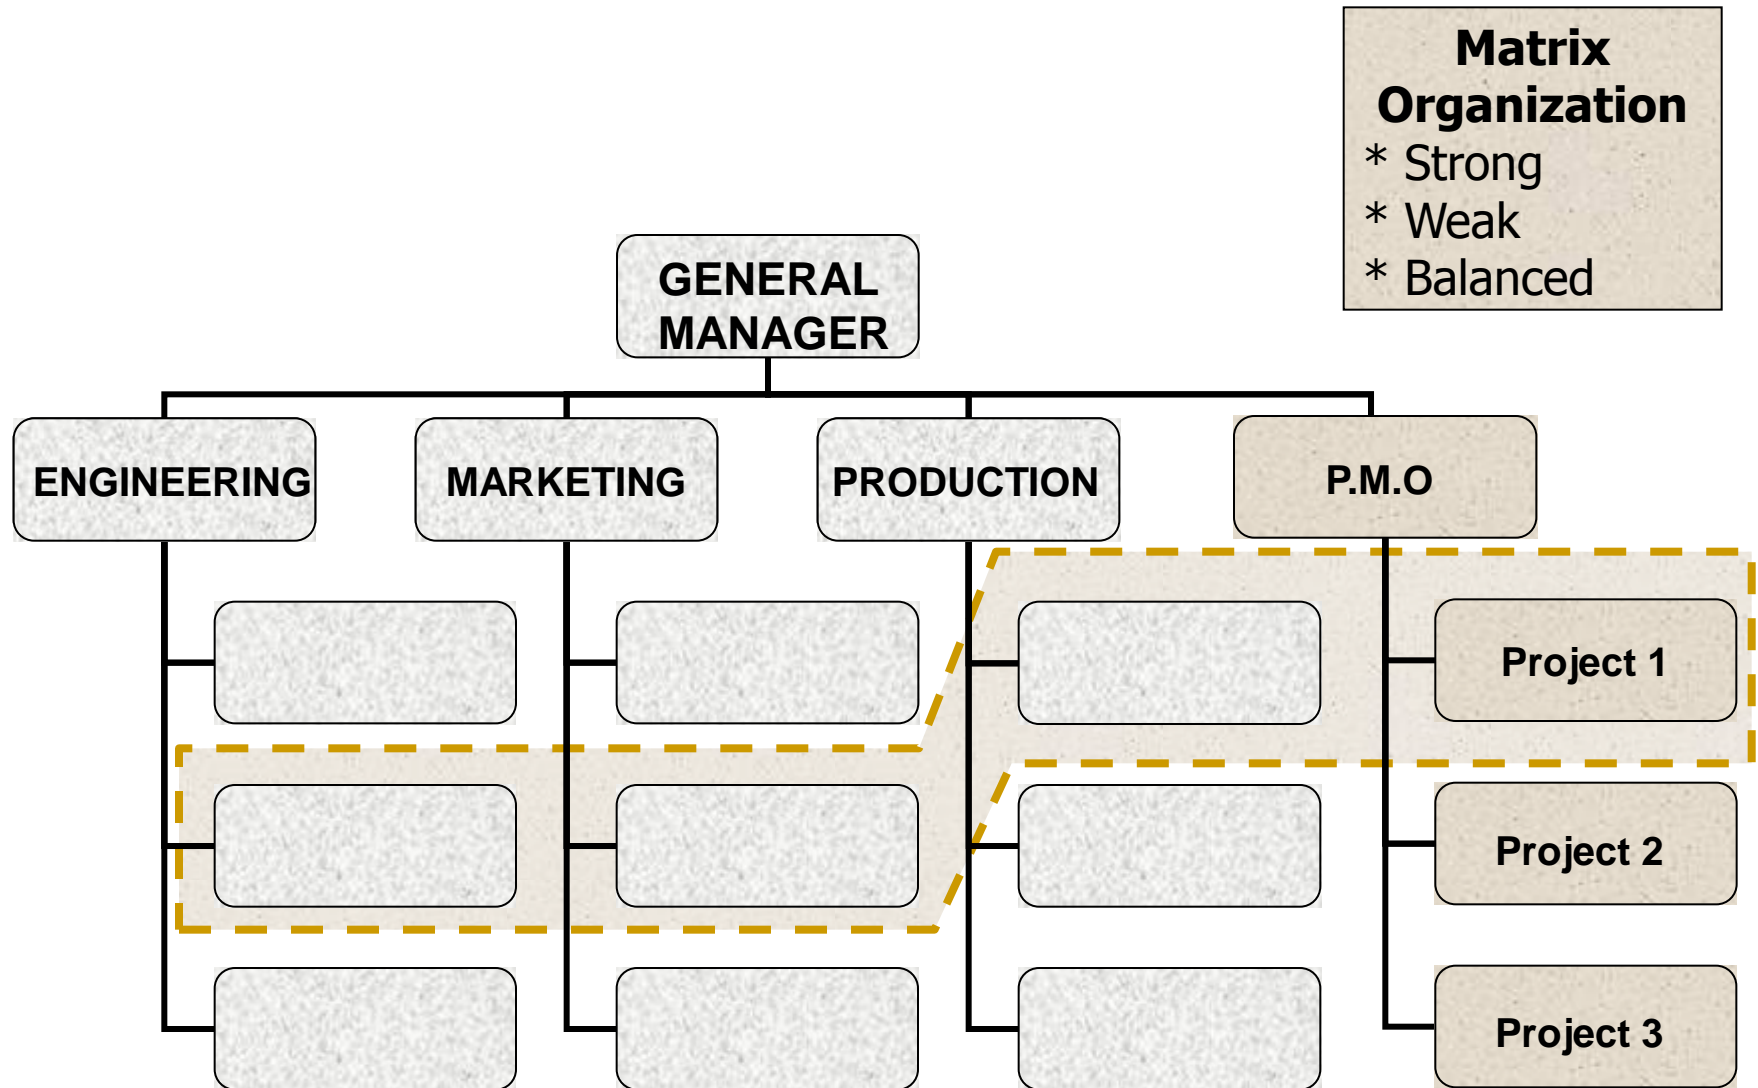 Matrix
Organization
* Strong
* Weak
* Balanced
GENERAL
MANAGER
ENGINEERING
MARKETING
PRODUCTION
P.M.O
Project 1
Project 2
Project 3